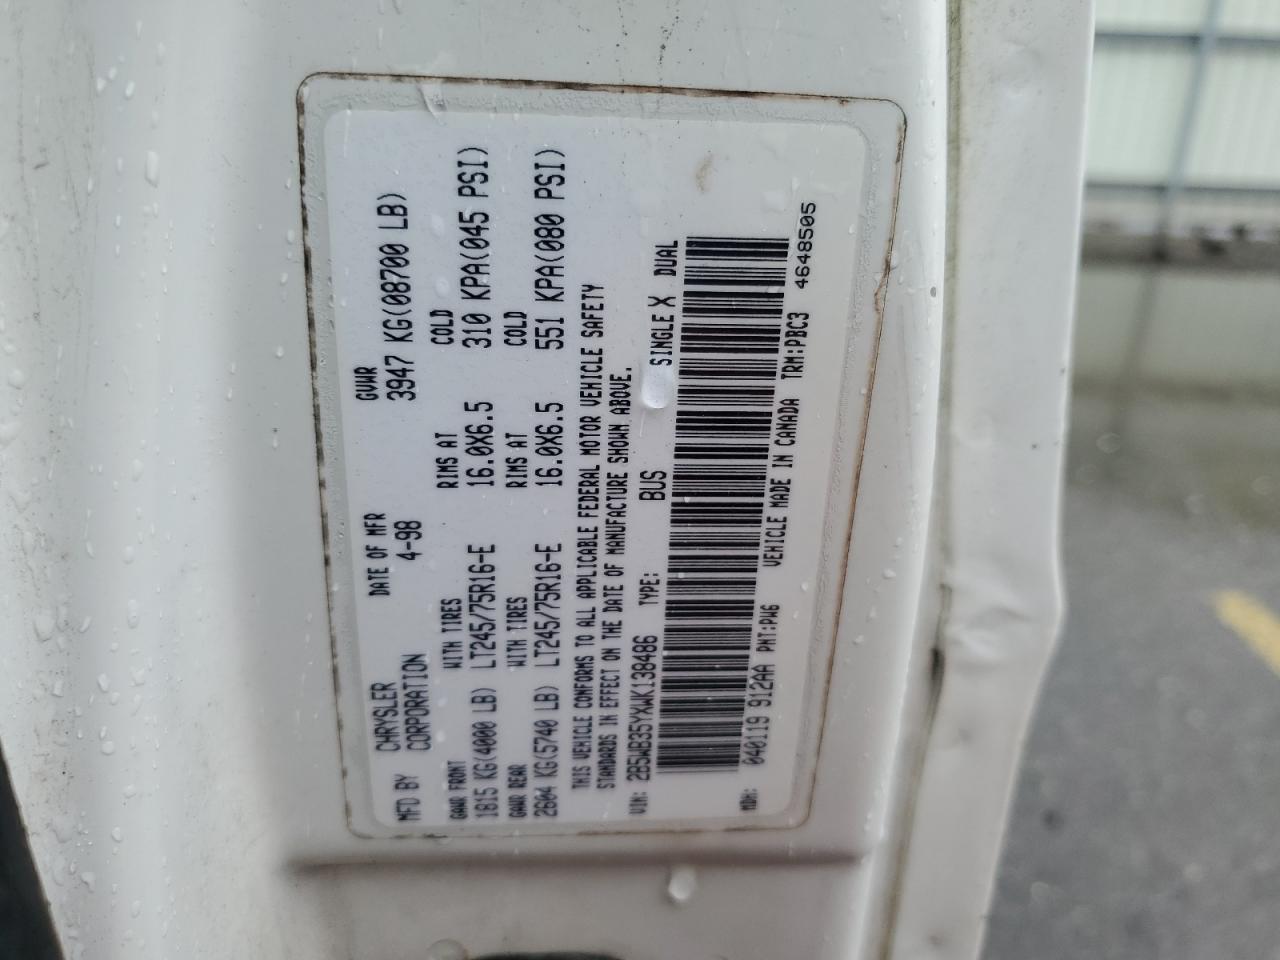 MFD BY CHRYSLER CORPORATION DATE OF MFR 4-98 GVWR 3947 KG(08700 LB)
GAWR FRONT WITH TIRES RIMS AT COLD
1815 KG(4000 LB) LT245/75R16-E 16.0X6.5 310 KPA(045 PSI)
GAWR REAR WITH TIRES RIMS AT COLD
2604 KG(5740 LB) LT245/75R16-E 16.0X6.5 551 KPA(080 PSI)
THIS VEHICLE CONFORMS TO ALL APPLICABLE FEDERAL MOTOR VEHICLE SAFETY
STANDARDS IN EFFECT ON THE DATE OF MANUFACTURE SHOWN ABOVE.
VIN: 2B5WB35YXWK138486 TYPE: BUS SINGLE X DUAL
MDH: 040119 912AA PNT:PW6 VEHICLE MADE IN CANADA TRM:PBC3 4648505